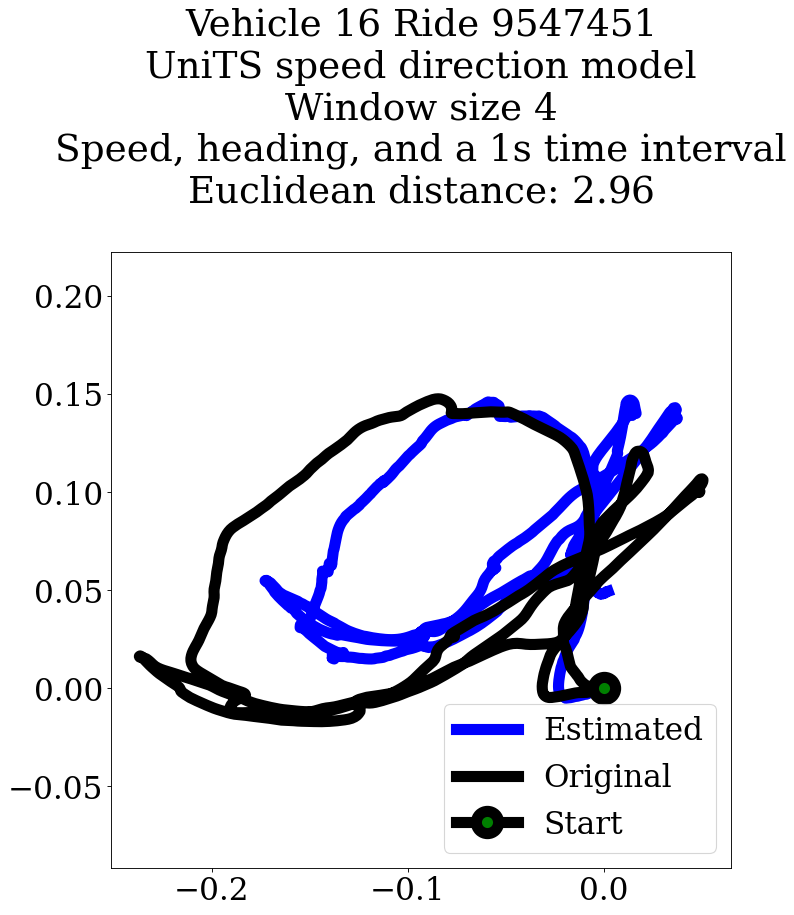 Vehicle 16 Ride 9547451
UniTS speed direction model
Window size 4
Speed, heading, and a 1s time interval
Euclidean distance: 2.96
0.20
0.15
0.10
0.05
0.00
−0.05
Estimated
Original
Start
−0.2
−0.1
0.0